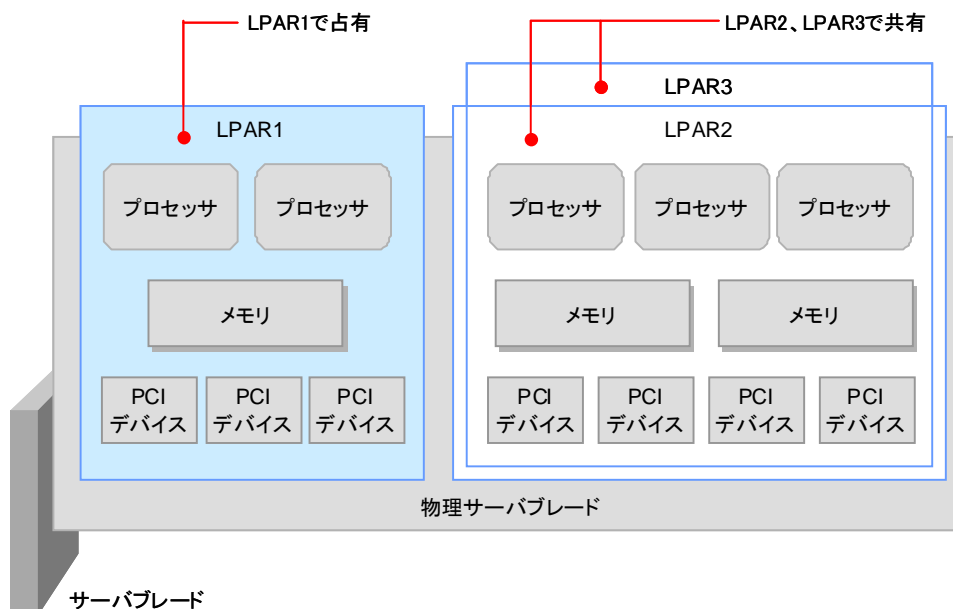 LPAR1で占有
LPAR2、LPAR3で共有
LPAR3
LPAR1
LPAR2
プロセッサ
プロセッサ
プロセッサ
プロセッサ
プロセッサ
メモリ
メモリ
メモリ
PCI
デバイス
PCI
デバイス
PCI
デバイス
PCI
デバイス
PCI
デバイス
PCI
デバイス
PCI
デバイス
物理サーバブレード
サーバブレード